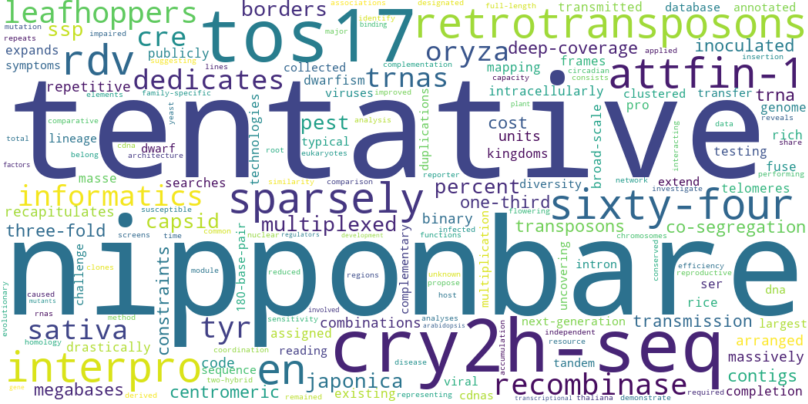 leafhoppers
borders
tos17
retrotransposons
associations
designated
full-length
transmitted
database
annotated
mutation
impaired
ssp
cre
publicly
identify
major
binding
repeats
expands
rdv
collected
oryza
deep-coverage
inoculated
symptoms
lines
dwarfism
trnas
complementation
suggesting
mapping
frames
applied
circadian
insertion
repetitive
dedicates
viruses
improved
intracellularly
capacity
consists
attfin-1
elements
family-specific
yeast
analysis
clustered
pro
plant
transfer
trna
genome
comparative
pest
cost
data
reveals
total
lineage
cdna
dwarf
typical
units
testing
rich
share
factors
belong
architecture
root
eukaryotes
kingdoms
fuse
performing
tentative
technologies
duplications
broad-scale
interacting
masse
searches
similarity
comparison
reporter
percent
diversity
network
extend
telomeres
informatics
sparsely
one-third
investigate
sixty-four
recapitulates
susceptible
common
multiplexed
binary
flowering
transposons
co-segregation
three-fold
screens
time
capsid
nuclear
regulators
development
infected
functions
chromosomes
nipponbare
challenge
clones
module
reduced
regions
complementary
unknown
propose
host
multiplication
uncovering
intron
conserved
efficiency
reproductive
dna
evolutionary
caused
mutants
constraints
180-base-pair
sensitivity
involved
analyses
arabidopsis
ser
rice
largest
rnas
method
tyr
combinations
next-generation
independent
transmission
arranged
sativa
drastically
assigned
accumulation
resource
homology
code
coordination
reading
disease
tandem
massively
interpro
sequence
en
japonica
viral
cry2h-seq
recombinase
contigs
two-hybrid
existing
megabases
centromeric
derived
remained
representing
cdnas
transcriptional
thaliana
required
demonstrate
completion